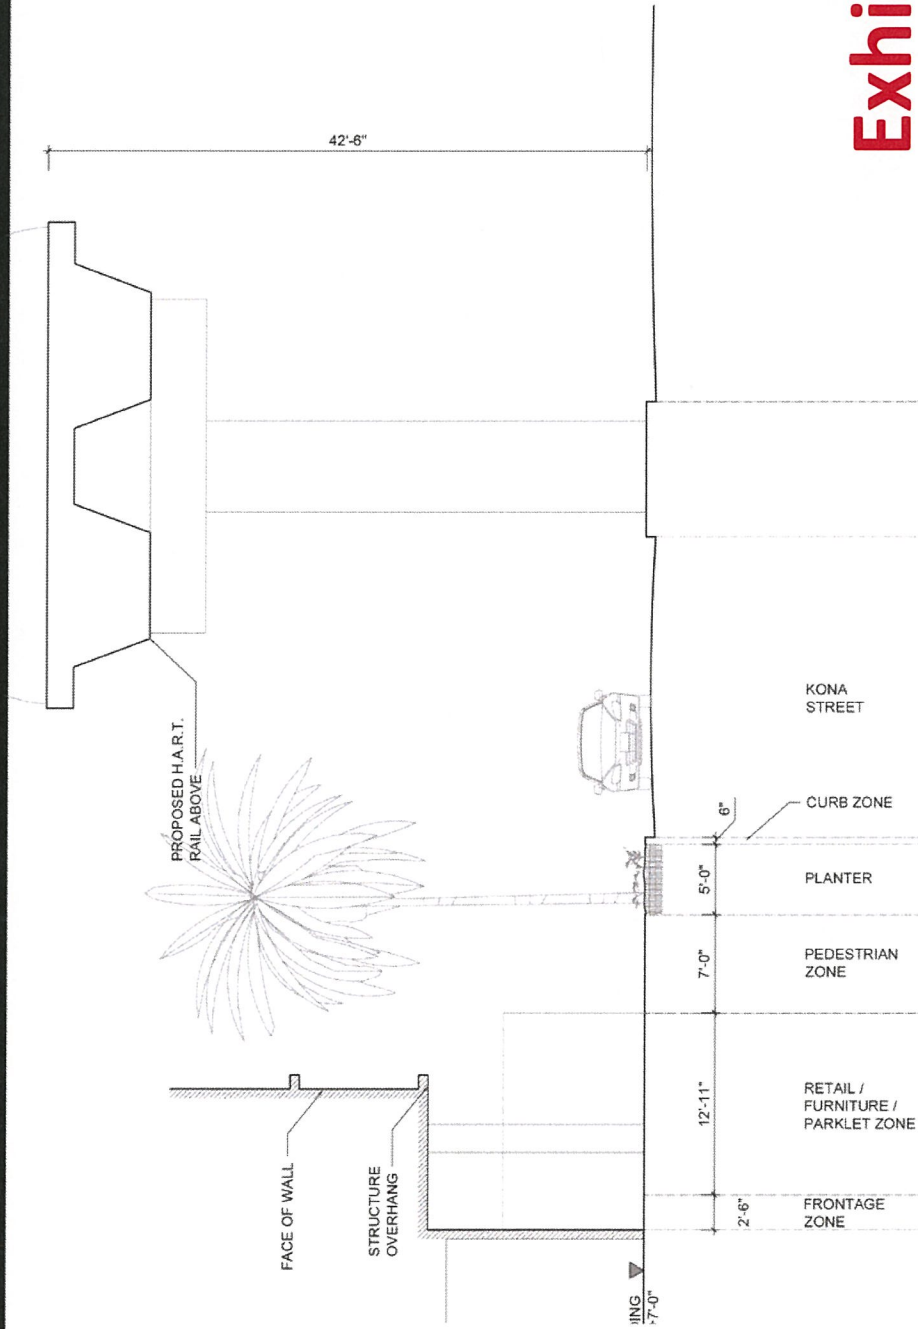 Exhi
42'-6"
PROPOSED H.A.R.T.
RAIL ABOVE
KONA
STREET
6"
CURB ZONE
5'-0"
PLANTER
7'-0"
PEDESTRIAN
ZONE
12'-11"
RETAIL /
FURNITURE /
PARKLET ZONE
FACE OF WALL
STRUCTURE
OVERHANG
2'-6"
FRONTAGE
ZONE
7'-0"